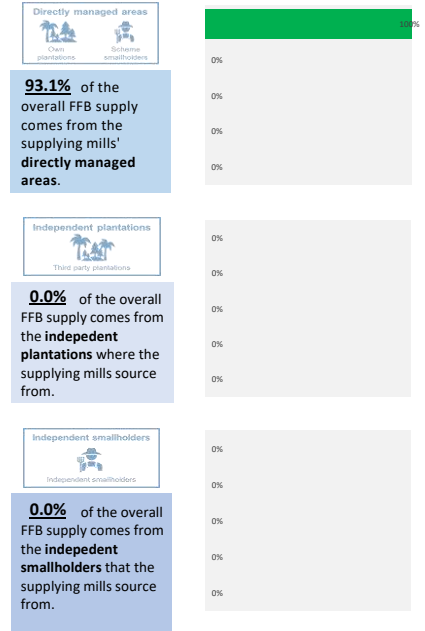 Directly managed areas
Own plantations
Scheme smallholders
100%
93.1% of the
overall FFB supply
comes from the
supplying mills'
directly managed
areas.
0%
0%
0%
0%
Independent plantations
Third party plantations
0.0% of the overall
FFB supply comes from
the indepedent
plantations where the
supplying mills source
from.
0%
0%
0%
0%
0%
Independent smallholders
Independent smallholders
0.0% of the overall
FFB supply comes from
the indepedent
smallholders that the
supplying mills source
from.
0%
0%
0%
0%
0%